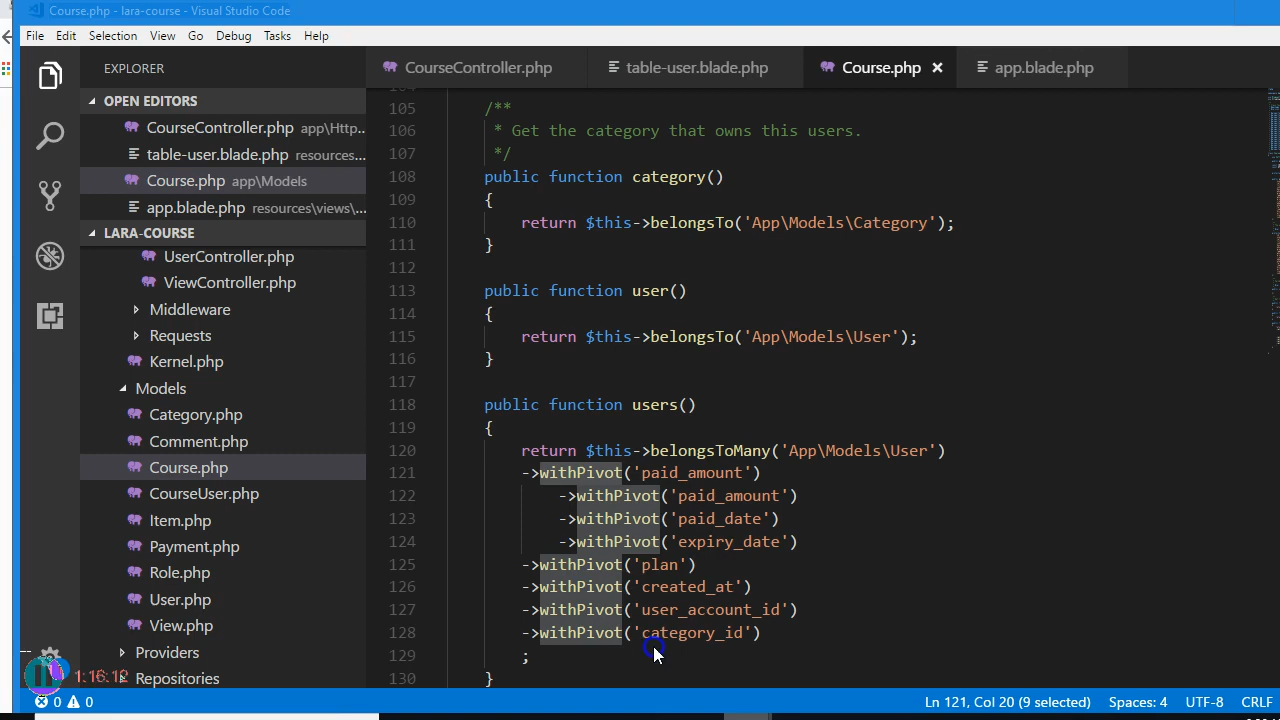 Course.php - lara-course - Visual Studio Code
File Edit Selection View Go Debug Tasks Help
EXPLORER
CourseController.php table-user.blade.php Course.php × app.blade.php
OPEN EDITORS
CourseController.php app\Http...
table-user.blade.php resources...
Course.php app\Models
app.blade.php resources\views\...
LARA-COURSE
UserController.php
ViewController.php
Middleware
Requests
Kernel.php
Models
Category.php
Comment.php
Course.php
CourseUser.php
Item.php
Payment.php
Role.php
User.php
View.php
Providers
Repositories
104
105 /**
106 * Get the category that owns this users.
107 */
108 public function category()
109 {
110 return $this->belongsTo('App\Models\Category');
111 }
112
113 public function user()
114 {
115 return $this->belongsTo('App\Models\User');
116 }
117
118 public function users()
119 {
120 return $this->belongsToMany('App\Models\User')
121 ->withPivot('paid_amount')
122 ->withPivot('paid_amount')
123 ->withPivot('paid_date')
124 ->withPivot('expiry_date')
125 ->withPivot('plan')
126 ->withPivot('created_at')
127 ->withPivot('user_account_id')
128 ->withPivot('category_id')
129 ;
130 }
1:16:12
0 0 Ln 121, Col 20 (9 selected) Spaces: 4 UTF-8 CRLF